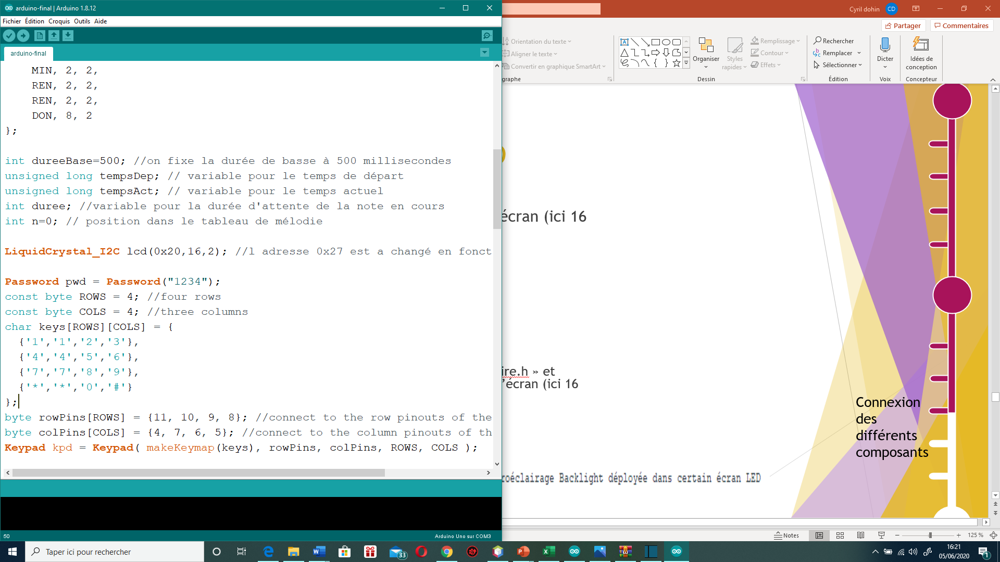 arduino-final | Arduino 1.8.12
Fichier Édition Croquis Outils Aide
arduino-final
MIN, 2, 2,
REN, 2, 2,
REN, 2, 2,
DON, 8, 2
};
int dureeBase=500; //on fixe la durée de basse à 500 millisecondes
unsigned long tempsDep; // variable pour le temps de départ
unsigned long tempsAct; // variable pour le temps actuel
int duree; //variable pour la durée d'attente de la note en cours
int n=0; // position dans le tableau de mélodie
LiquidCrystal_I2C lcd(0x20,16,2); //l adresse 0x27 est a changé en fonct
Password pwd = Password("1234");
const byte ROWS = 4; //four rows
const byte COLS = 4; //three columns
char keys[ROWS][COLS] = {
{'1','1','2','3'},
{'4','4','5','6'},
{'7','7','8','9'},
{'*','*','0','#'}
};
byte rowPins[ROWS] = {11, 10, 9, 8}; //connect to the row pinouts of the
byte colPins[COLS] = {4, 7, 6, 5}; //connect to the column pinouts of th
Keypad kpd = Keypad( makeKeymap(keys), rowPins, colPins, ROWS, COLS );
50
Arduino Uno sur COM3
Cyril dohin
CD
Partager
Commentaires
Orientation du texte
Aligner le texte
Convertir en graphique SmartArt
graphe
Organiser
Styles
rapides
Remplissage
Contour
Effets
Dessin
Rechercher
Remplacer
Sélectionner
Édition
Dicter
Voix
Idées de
conception
Concepteur
écran (ici 16
ire.h » et
'écran (ici 16
Connexion
des
différents
composants
roéclairage Backlight déployée dans certain écran LED
Notes
125 %
Taper ici pour rechercher
33
16:21
05/06/2020
1